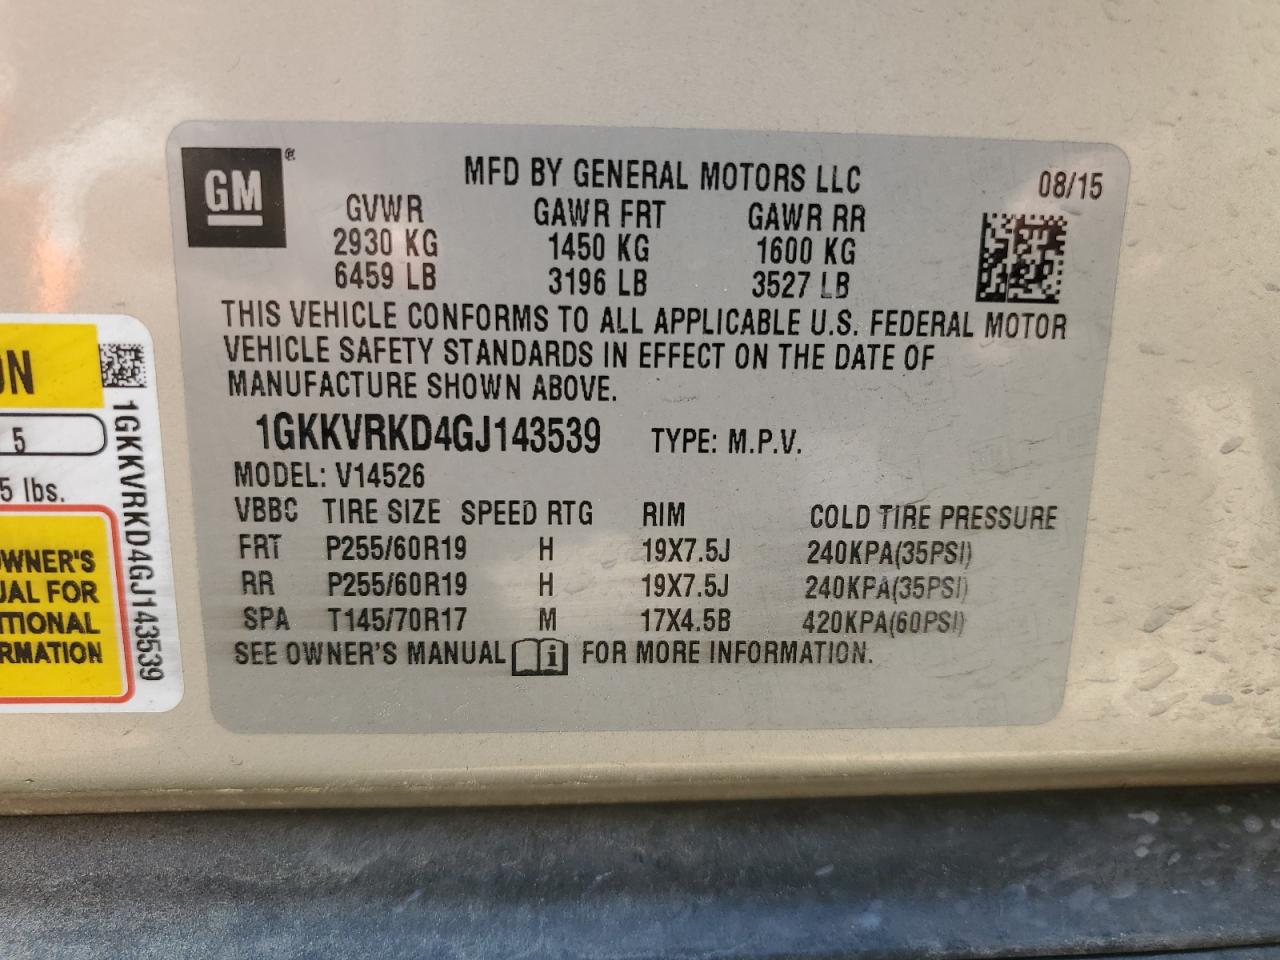 GM ®
MFD BY GENERAL MOTORS LLC
08/15
GVWR GAWR FRT GAWR RR
2930 KG 1450 KG 1600 KG
6459 LB 3196 LB 3527 LB
THIS VEHICLE CONFORMS TO ALL APPLICABLE U.S. FEDERAL MOTOR
VEHICLE SAFETY STANDARDS IN EFFECT ON THE DATE OF
MANUFACTURE SHOWN ABOVE.
1GKKVRKD4GJ143539 TYPE: M.P.V.
MODEL: V14526
VBBC TIRE SIZE SPEED RTG RIM COLD TIRE PRESSURE
FRT P255/60R19 H 19X7.5J 240KPA(35PSI)
RR P255/60R19 H 19X7.5J 240KPA(35PSI)
SPA T145/70R17 M 17X4.5B 420KPA(60PSI)
SEE OWNER'S MANUAL i FOR MORE INFORMATION.
ON
5
5 lbs.
OWNER'S
UAL FOR
ITIONAL
RMATION
1GKKVRKD4GJ143539